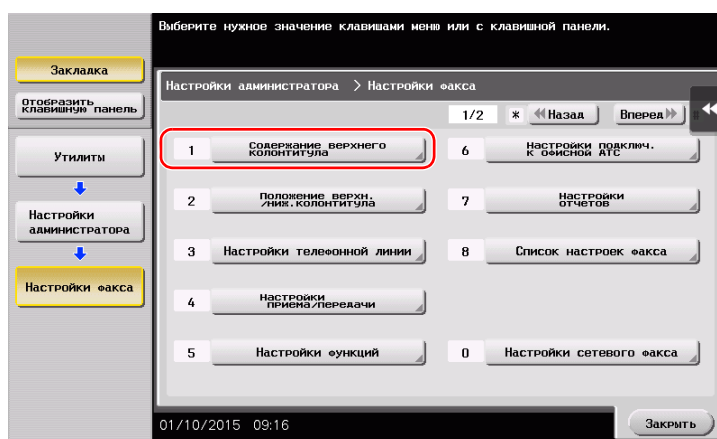 Выберите нужное значение клавишами меню или с клавишной панели.
Закладка
Отобразить
клавишную панель
Утилиты
Настройки
администратора
Настройки факса
Настройки администратора > Настройки факса
1/2 * Назад Вперед #
1 Содержание верхнего
колонтитула
2 Положение верхн.
/ниж.колонтитула
3 Настройки телефонной линии
4 Настройки
приема/передачи
5 Настройки функций
6 Настройки подключ.
к офисной АТС
7 Настройки
отчетов
8 Список настроек факса
0 Настройки сетевого факса
01/10/2015 09:16
Закрыть